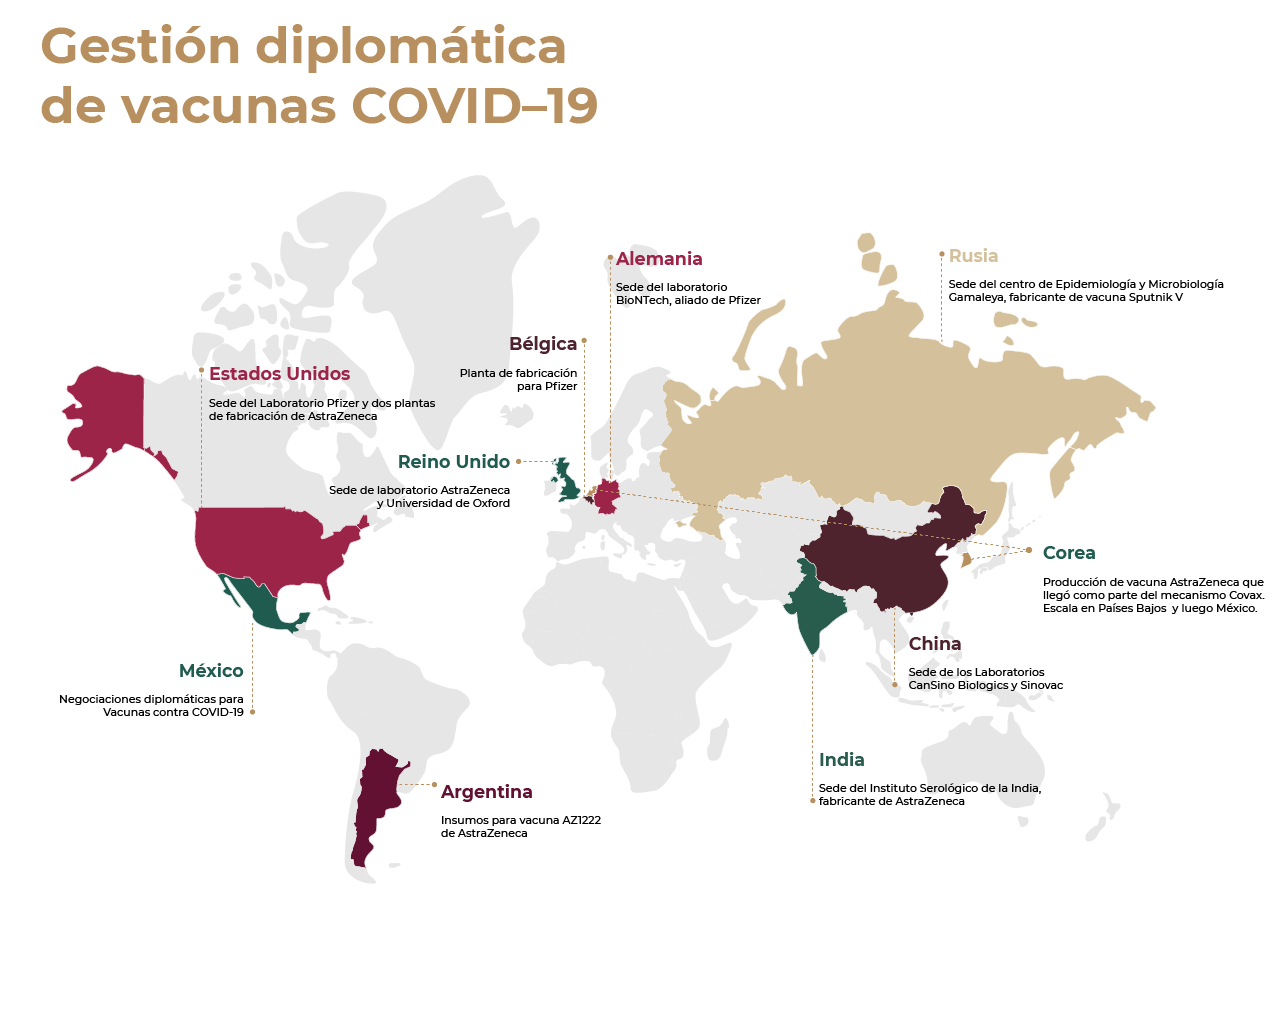 Gestión diplomática
de vacunas COVID–19
Alemania
Sede del laboratorio
BioNTech, aliado de Pfizer
Rusia
Sede del centro de Epidemiología y Microbiología
Gamaleya, fabricante de vacuna Sputnik V
Bélgica
Planta de fabricación
para Pfizer
Estados Unidos
Sede del Laboratorio Pfizer y dos plantas
de fabricación de AstraZeneca
Reino Unido
Sede de laboratorio AstraZeneca
y Universidad de Oxford
Corea
Producción de vacuna AstraZeneca que
llegó como parte del mecanismo Covax.
Escala en Países Bajos y luego México.
China
Sede de los Laboratorios
CanSino Biologics y Sinovac
México
Negociaciones diplomáticas para
Vacunas contra COVID-19
India
Sede del Instituto Serológico de la India,
fabricante de AstraZeneca
Argentina
Insumos para vacuna AZ1222
de AstraZeneca